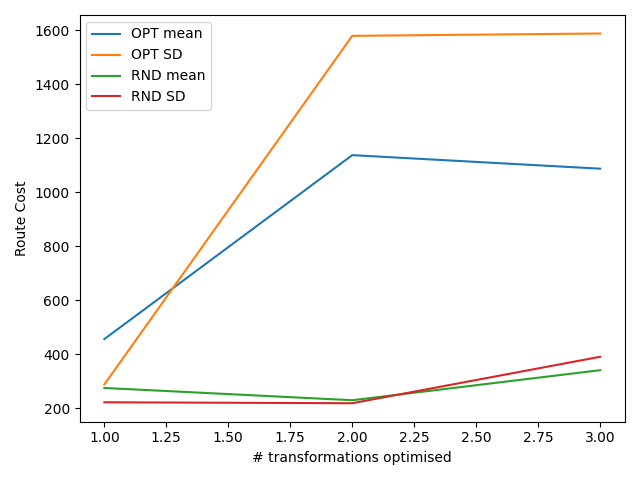 OPT mean
OPT SD
RND mean
RND SD
1600
1400
1200
1000
800
600
400
200
Route Cost
1.00 1.25 1.50 1.75 2.00 2.25 2.50 2.75 3.00
# transformations optimised